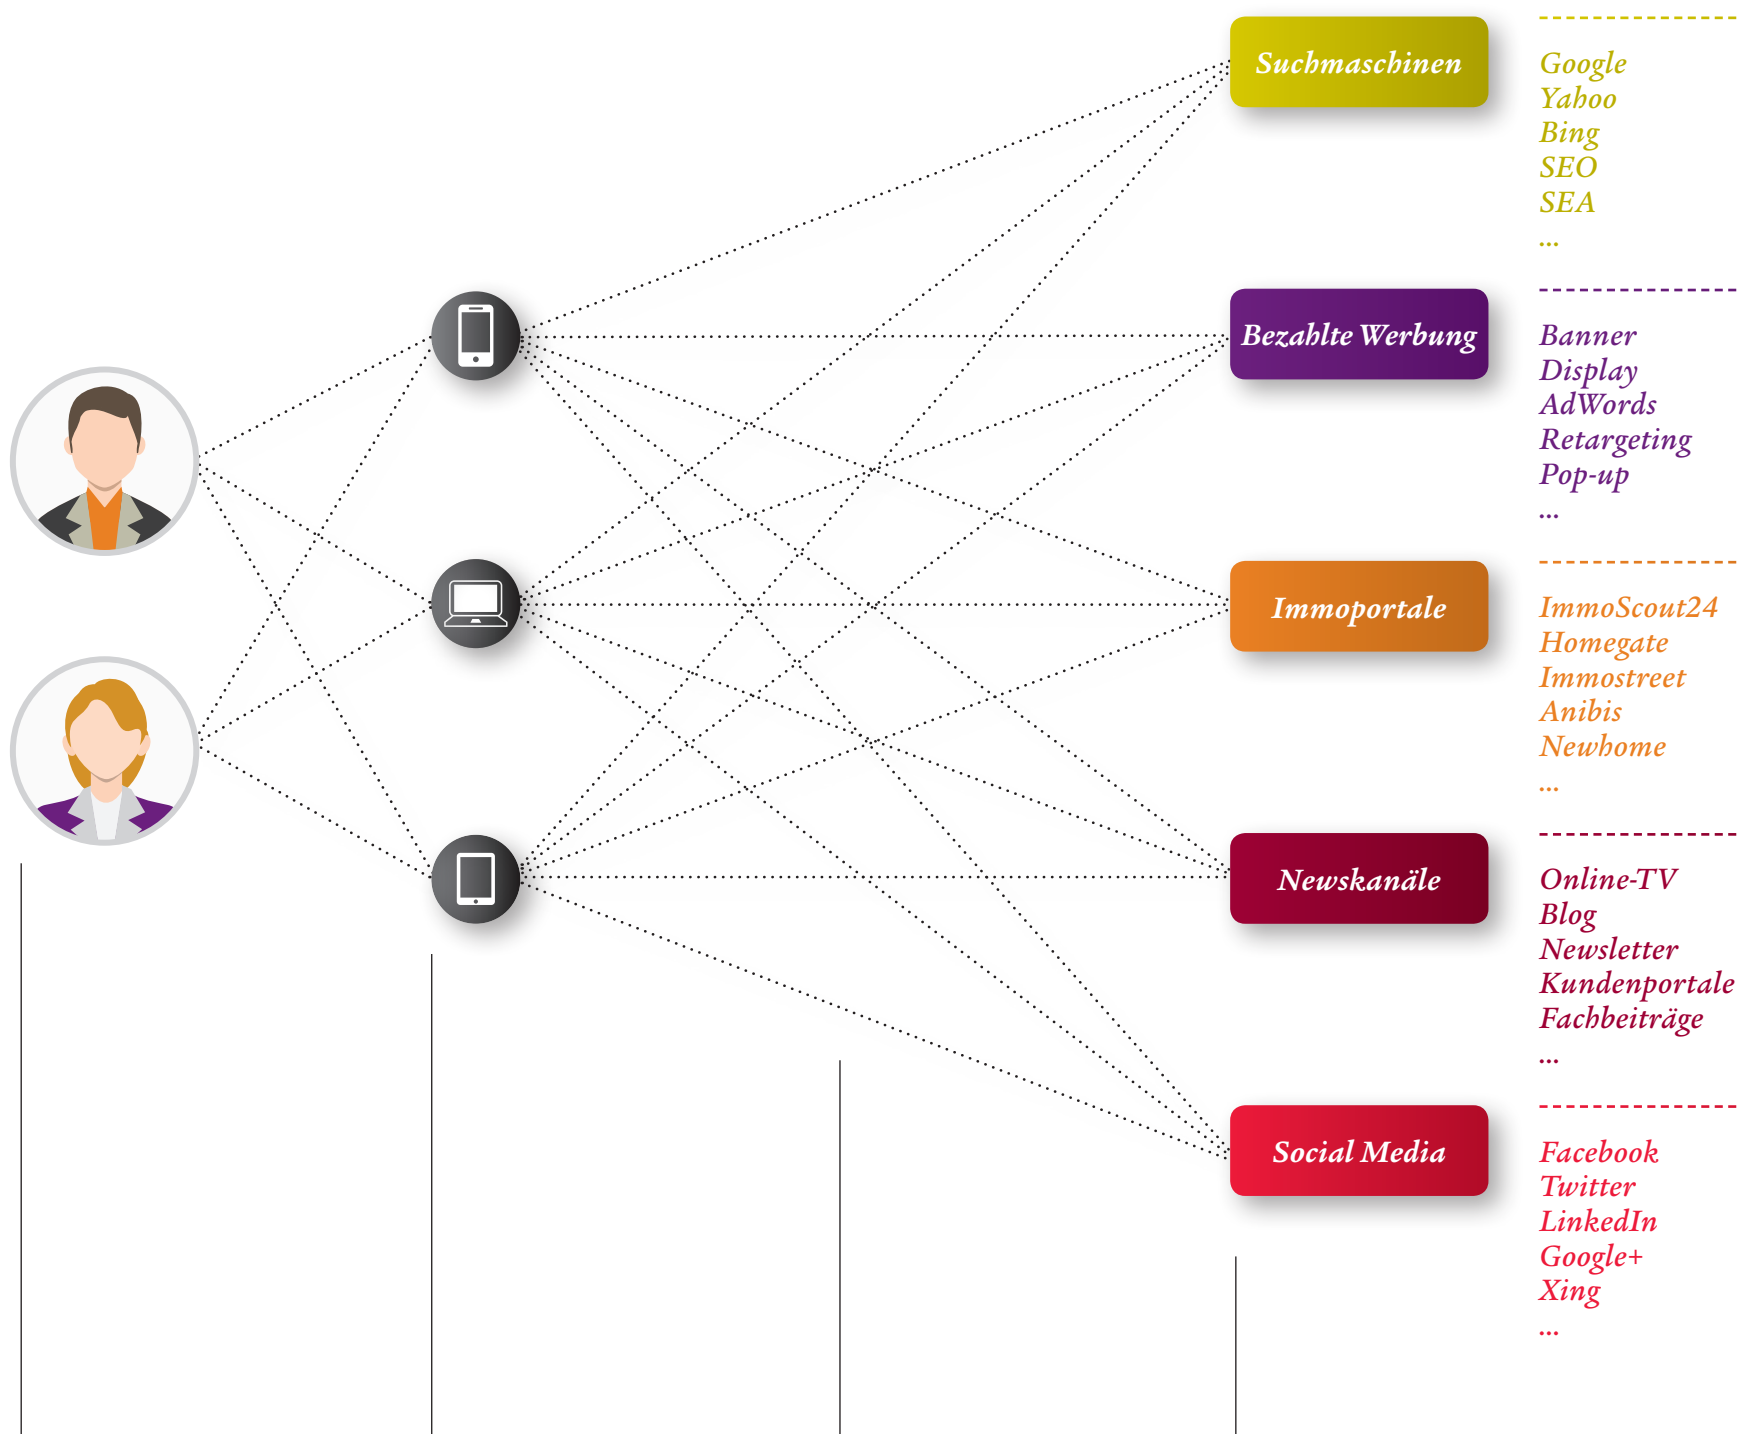 Suchmaschinen
Google
Yahoo
Bing
SEO
SEA
...
Bezahlte Werbung
Banner
Display
AdWords
Retargeting
Pop-up
...
Immoportale
ImmoScout24
Homegate
Immostreet
Anibis
Newhome
...
Newskanäle
Online-TV
Blog
Newsletter
Kundenportale
Fachbeiträge
...
Social Media
Facebook
Twitter
LinkedIn
Google+
Xing
...